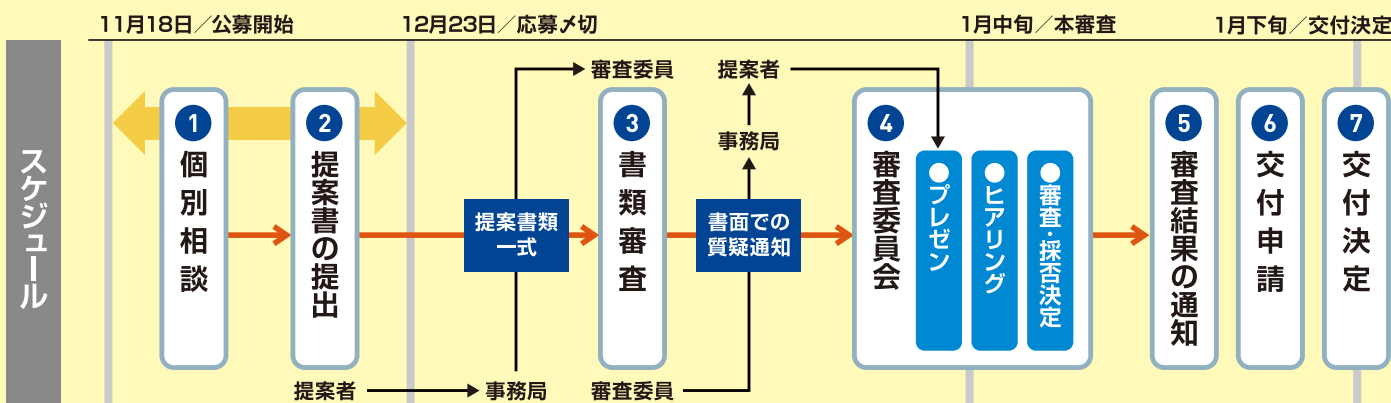 11月18日／公募開始
12月23日／応募〆切
1月中旬／本審査
1月下旬／交付決定
スケジュール
1
個別相談
2
提案書の提出
提案者
事務局
提案書類
一式
審査委員
3
書類審査
審査委員
書面での
質疑通知
事務局
提案者
4
審査委員会
プレゼン
ヒアリング
審査・採否決定
5
審査結果の通知
6
交付申請
7
交付決定